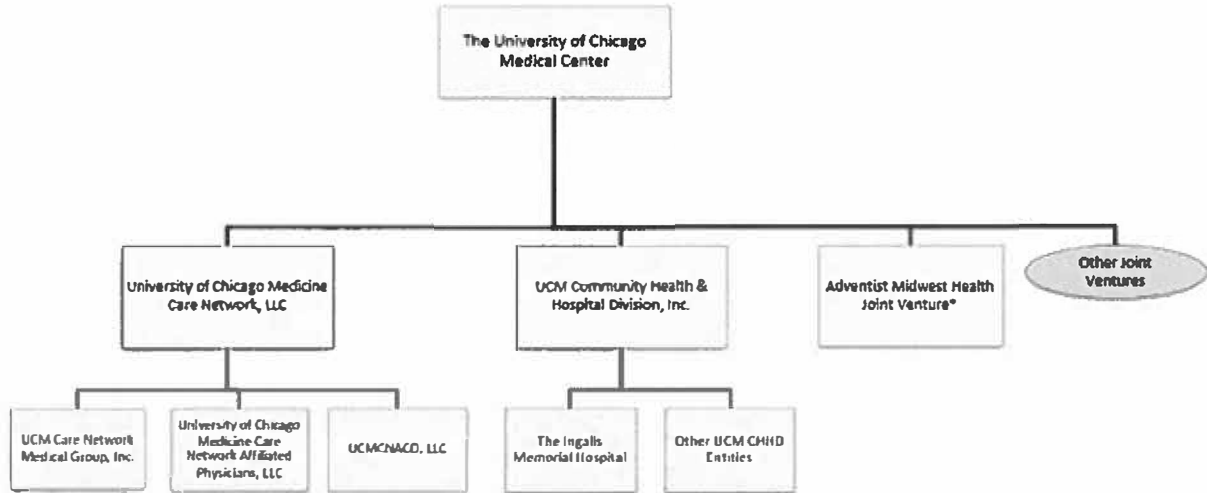 The University of Chicago
Medical Center
University of Chicago Medicine
Care Network, LLC
UCM Community Health &
Hospital Division, Inc.
Adventist Midwest Health
Joint Venture*
Other Joint
Ventures
UCM Care Network
Medical Group, Inc.
University of Chicago
Medicine Care
Network Affiliated
Physicians, LLC
UCMCNACO, LLC
The Ingalls
Memorial Hospital
Other UCM CHHD
Entities